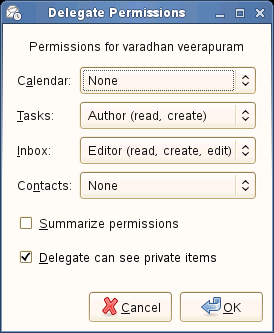 Delegate Permissions
Permissions for varadhan veerapuram
Calendar: None
Tasks: Author (read, create)
Inbox: Editor (read, create, edit)
Contacts: None
Summarize permissions
Delegate can see private items
Cancel OK